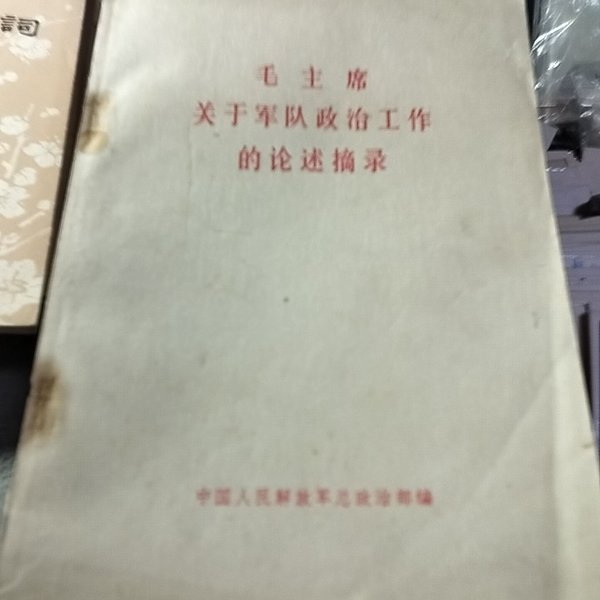 毛主席
关于军队政治工作
的论述摘录
中国人民解放军总政治部编
詞